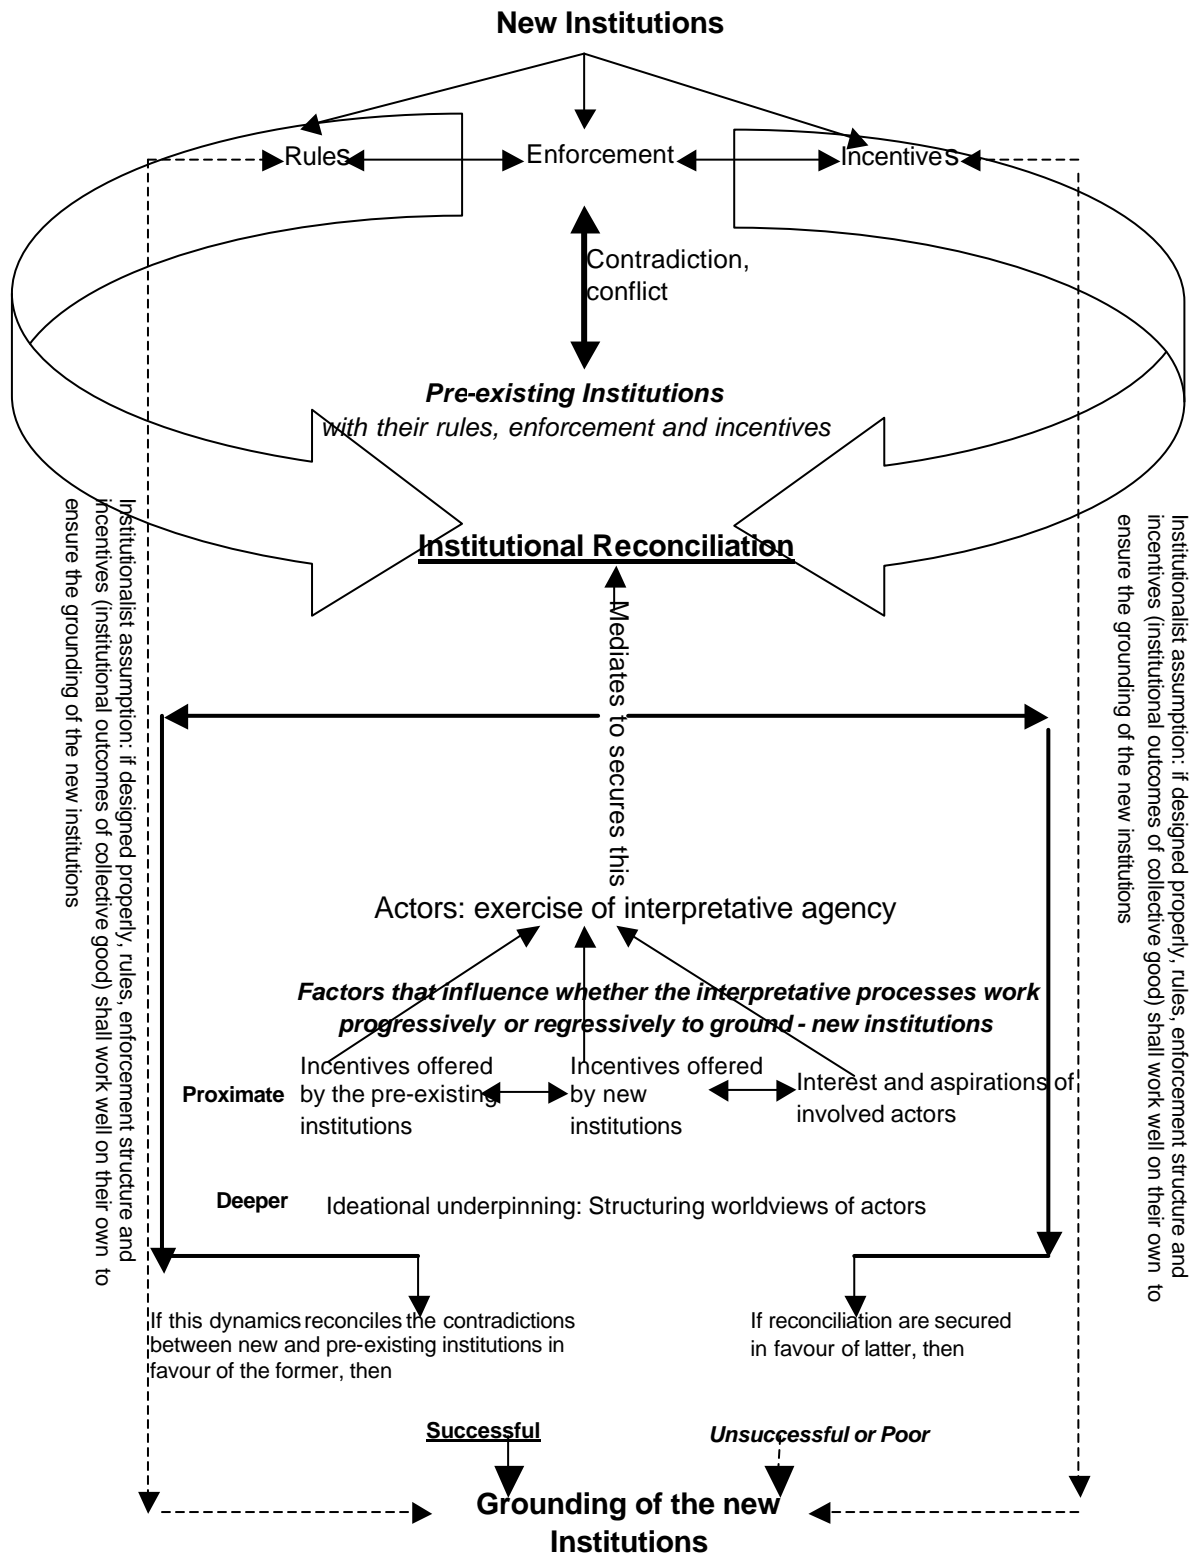 New Institutions
Rules
Enforcement
Incentives
Contradiction,
conflict
Pre-existing Institutions
with their rules, enforcement and incentives
Institutional Reconciliation
Mediates to secures this
Institutionalist assumption: if designed properly, rules, enforcement structure and
incentives (institutional outcomes of collective good) shall work well on their own to
ensure the grounding of the new institutions
Institutionalist assumption: if designed properly, rules, enforcement structure and
incentives (institutional outcomes of collective good) shall work well on their own to
ensure the grounding of the new institutions
Actors: exercise of interpretative agency
Factors that influence whether the interpretative processes work
progressively or regressively to ground - new institutions
Proximate
Incentives offered
by the pre-existing
institutions
Incentives offered
by new
institutions
Interest and aspirations of
involved actors
Deeper
Ideational underpinning: Structuring worldviews of actors
If this dynamics reconciles the contradictions
between new and pre-existing institutions in
favour of the former, then
If reconciliation are secured
in favour of latter, then
Successful
Unsuccessful or Poor
Grounding of the new
Institutions